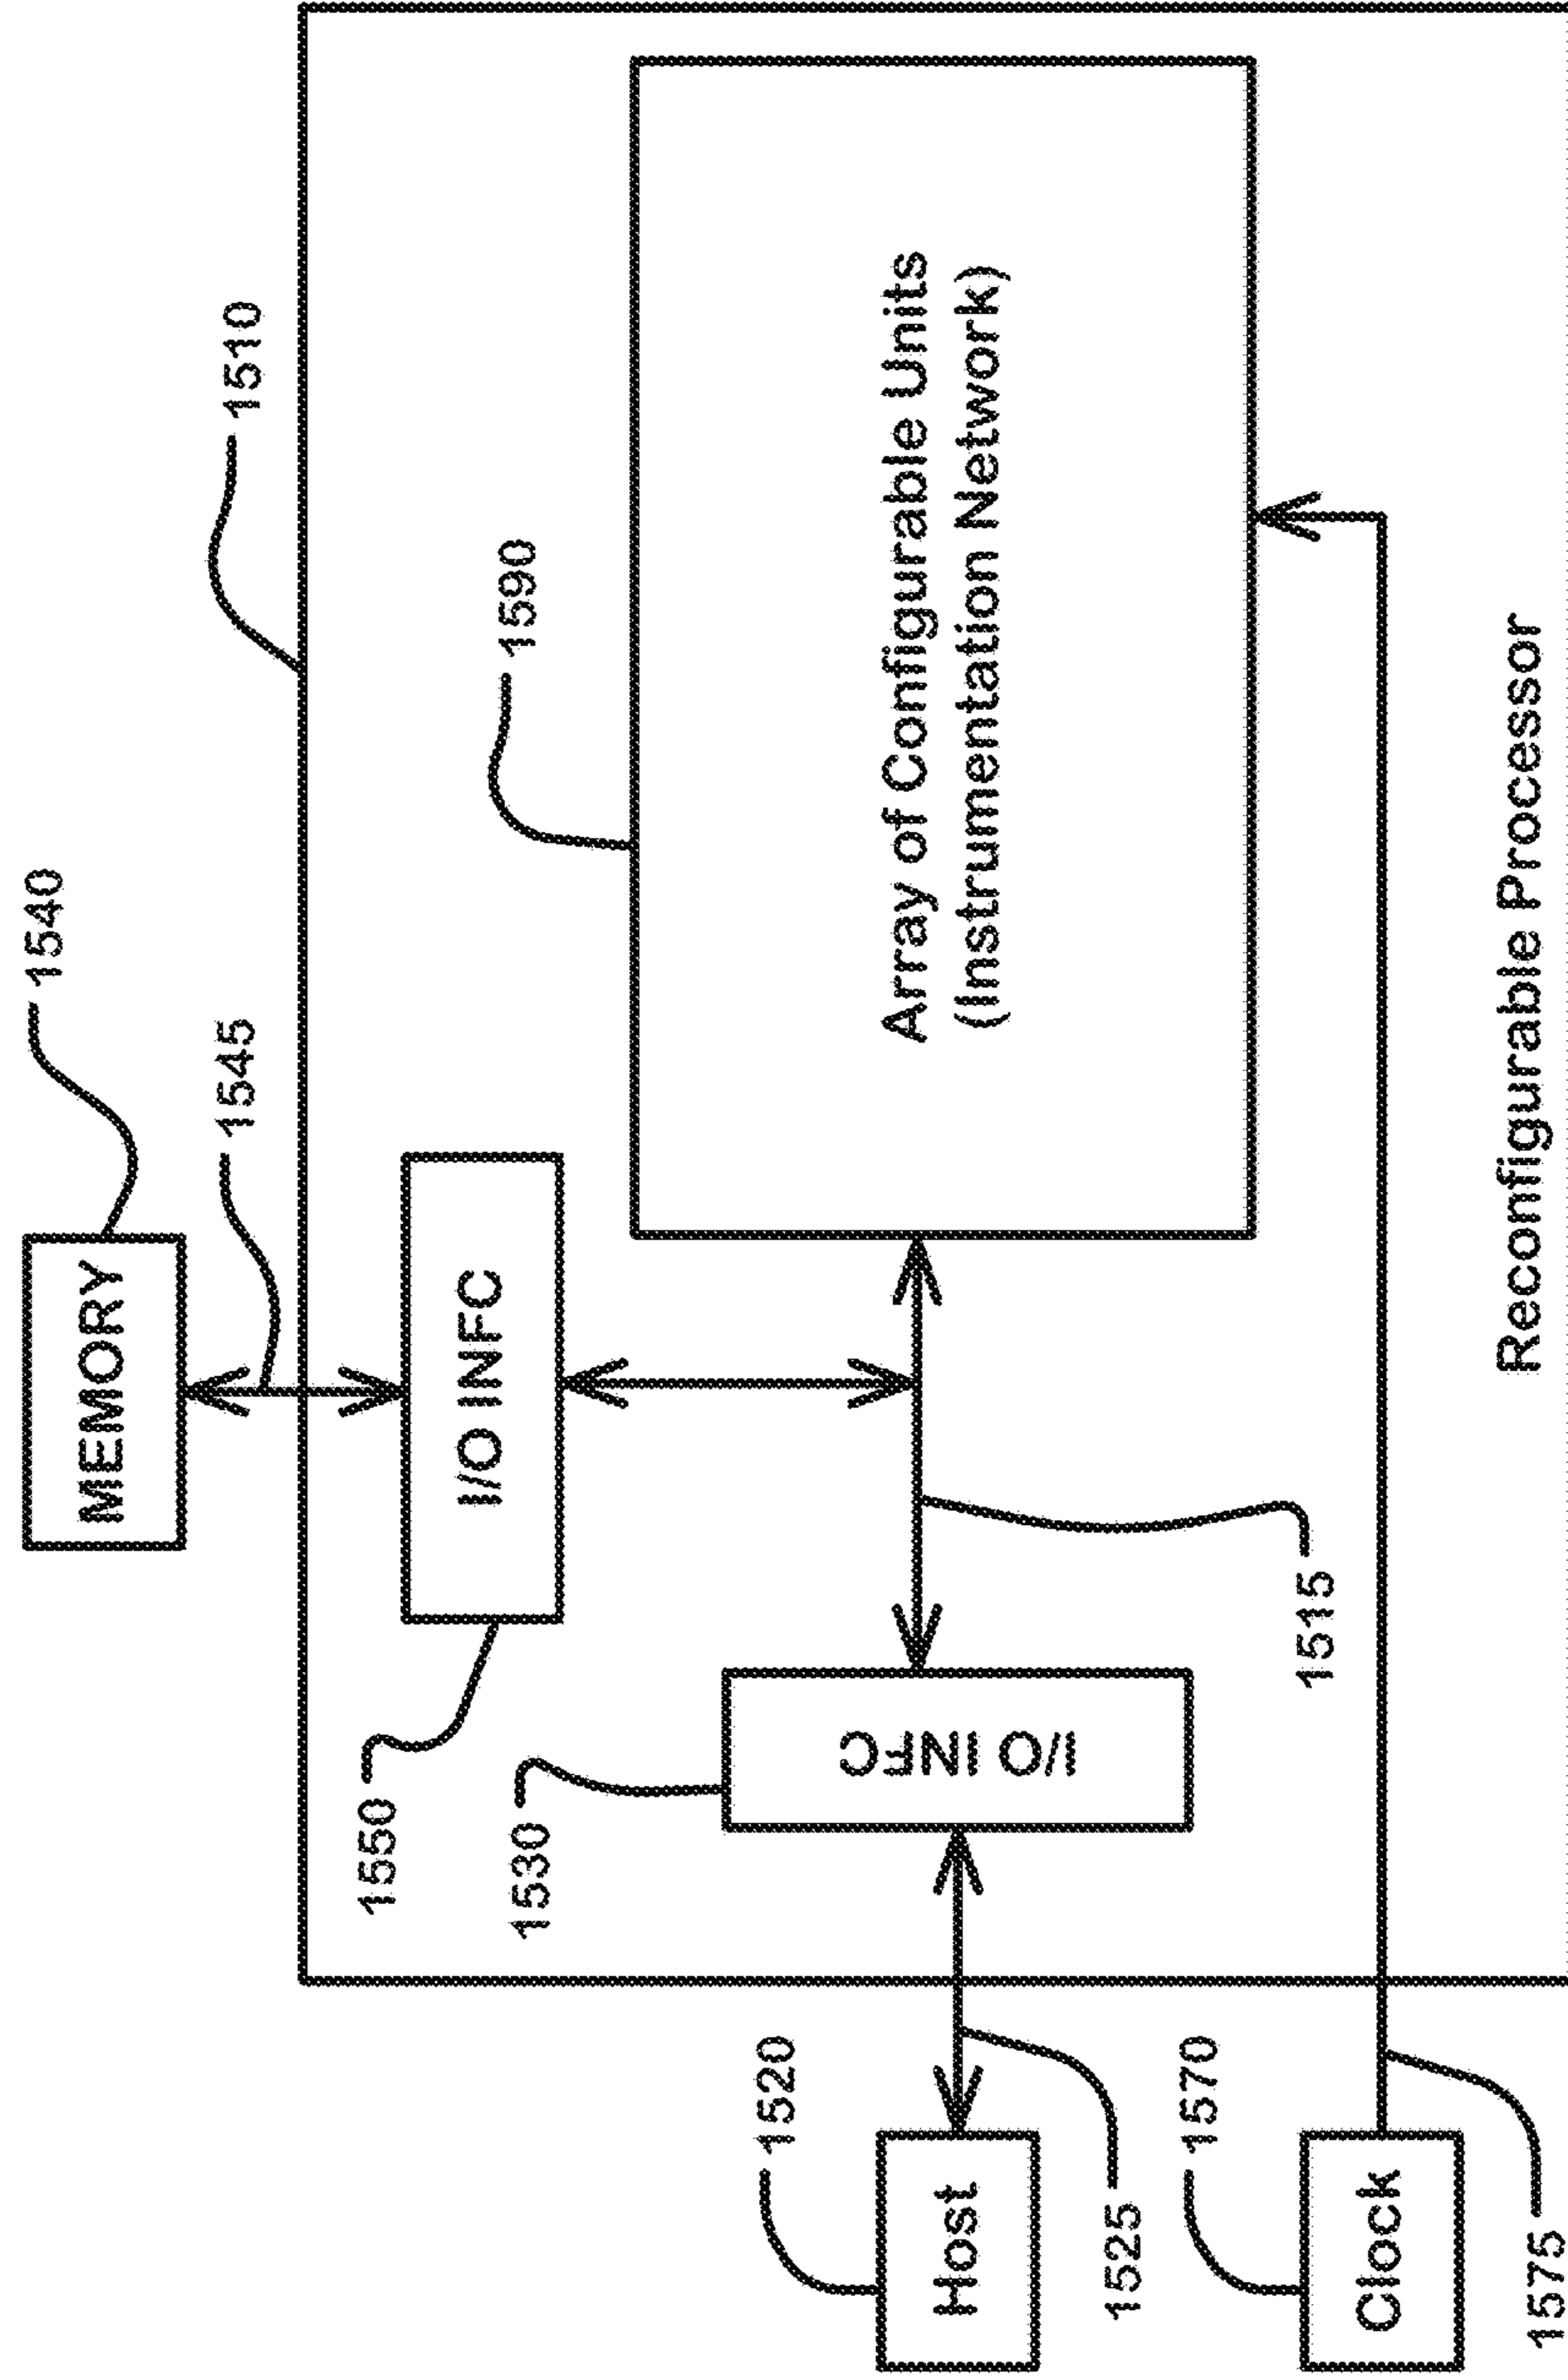 MEMORY
1540
1545
1510
I/O INFC
1550
1590
1530
I/O INFC
Array of Configurable Units
(Instrumentation Network)
1520
Host
1525
1515
1570
Clock
1575
Reconfigurable Processor